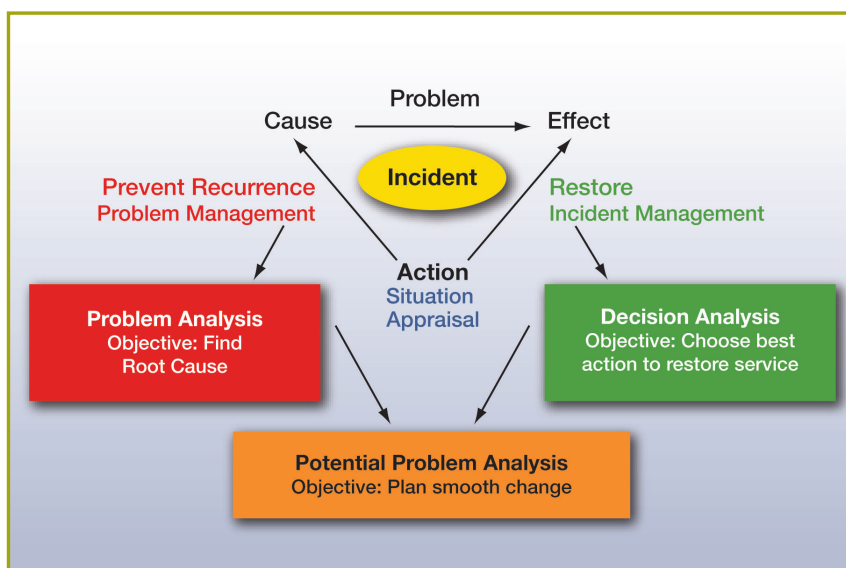 Problem
Cause
Effect
Incident
Prevent Recurrence
Problem Management
Restore
Incident Management
Action
Situation
Appraisal
Problem Analysis
Objective: Find
Root Cause
Decision Analysis
Objective: Choose best
action to restore service
Potential Problem Analysis
Objective: Plan smooth change